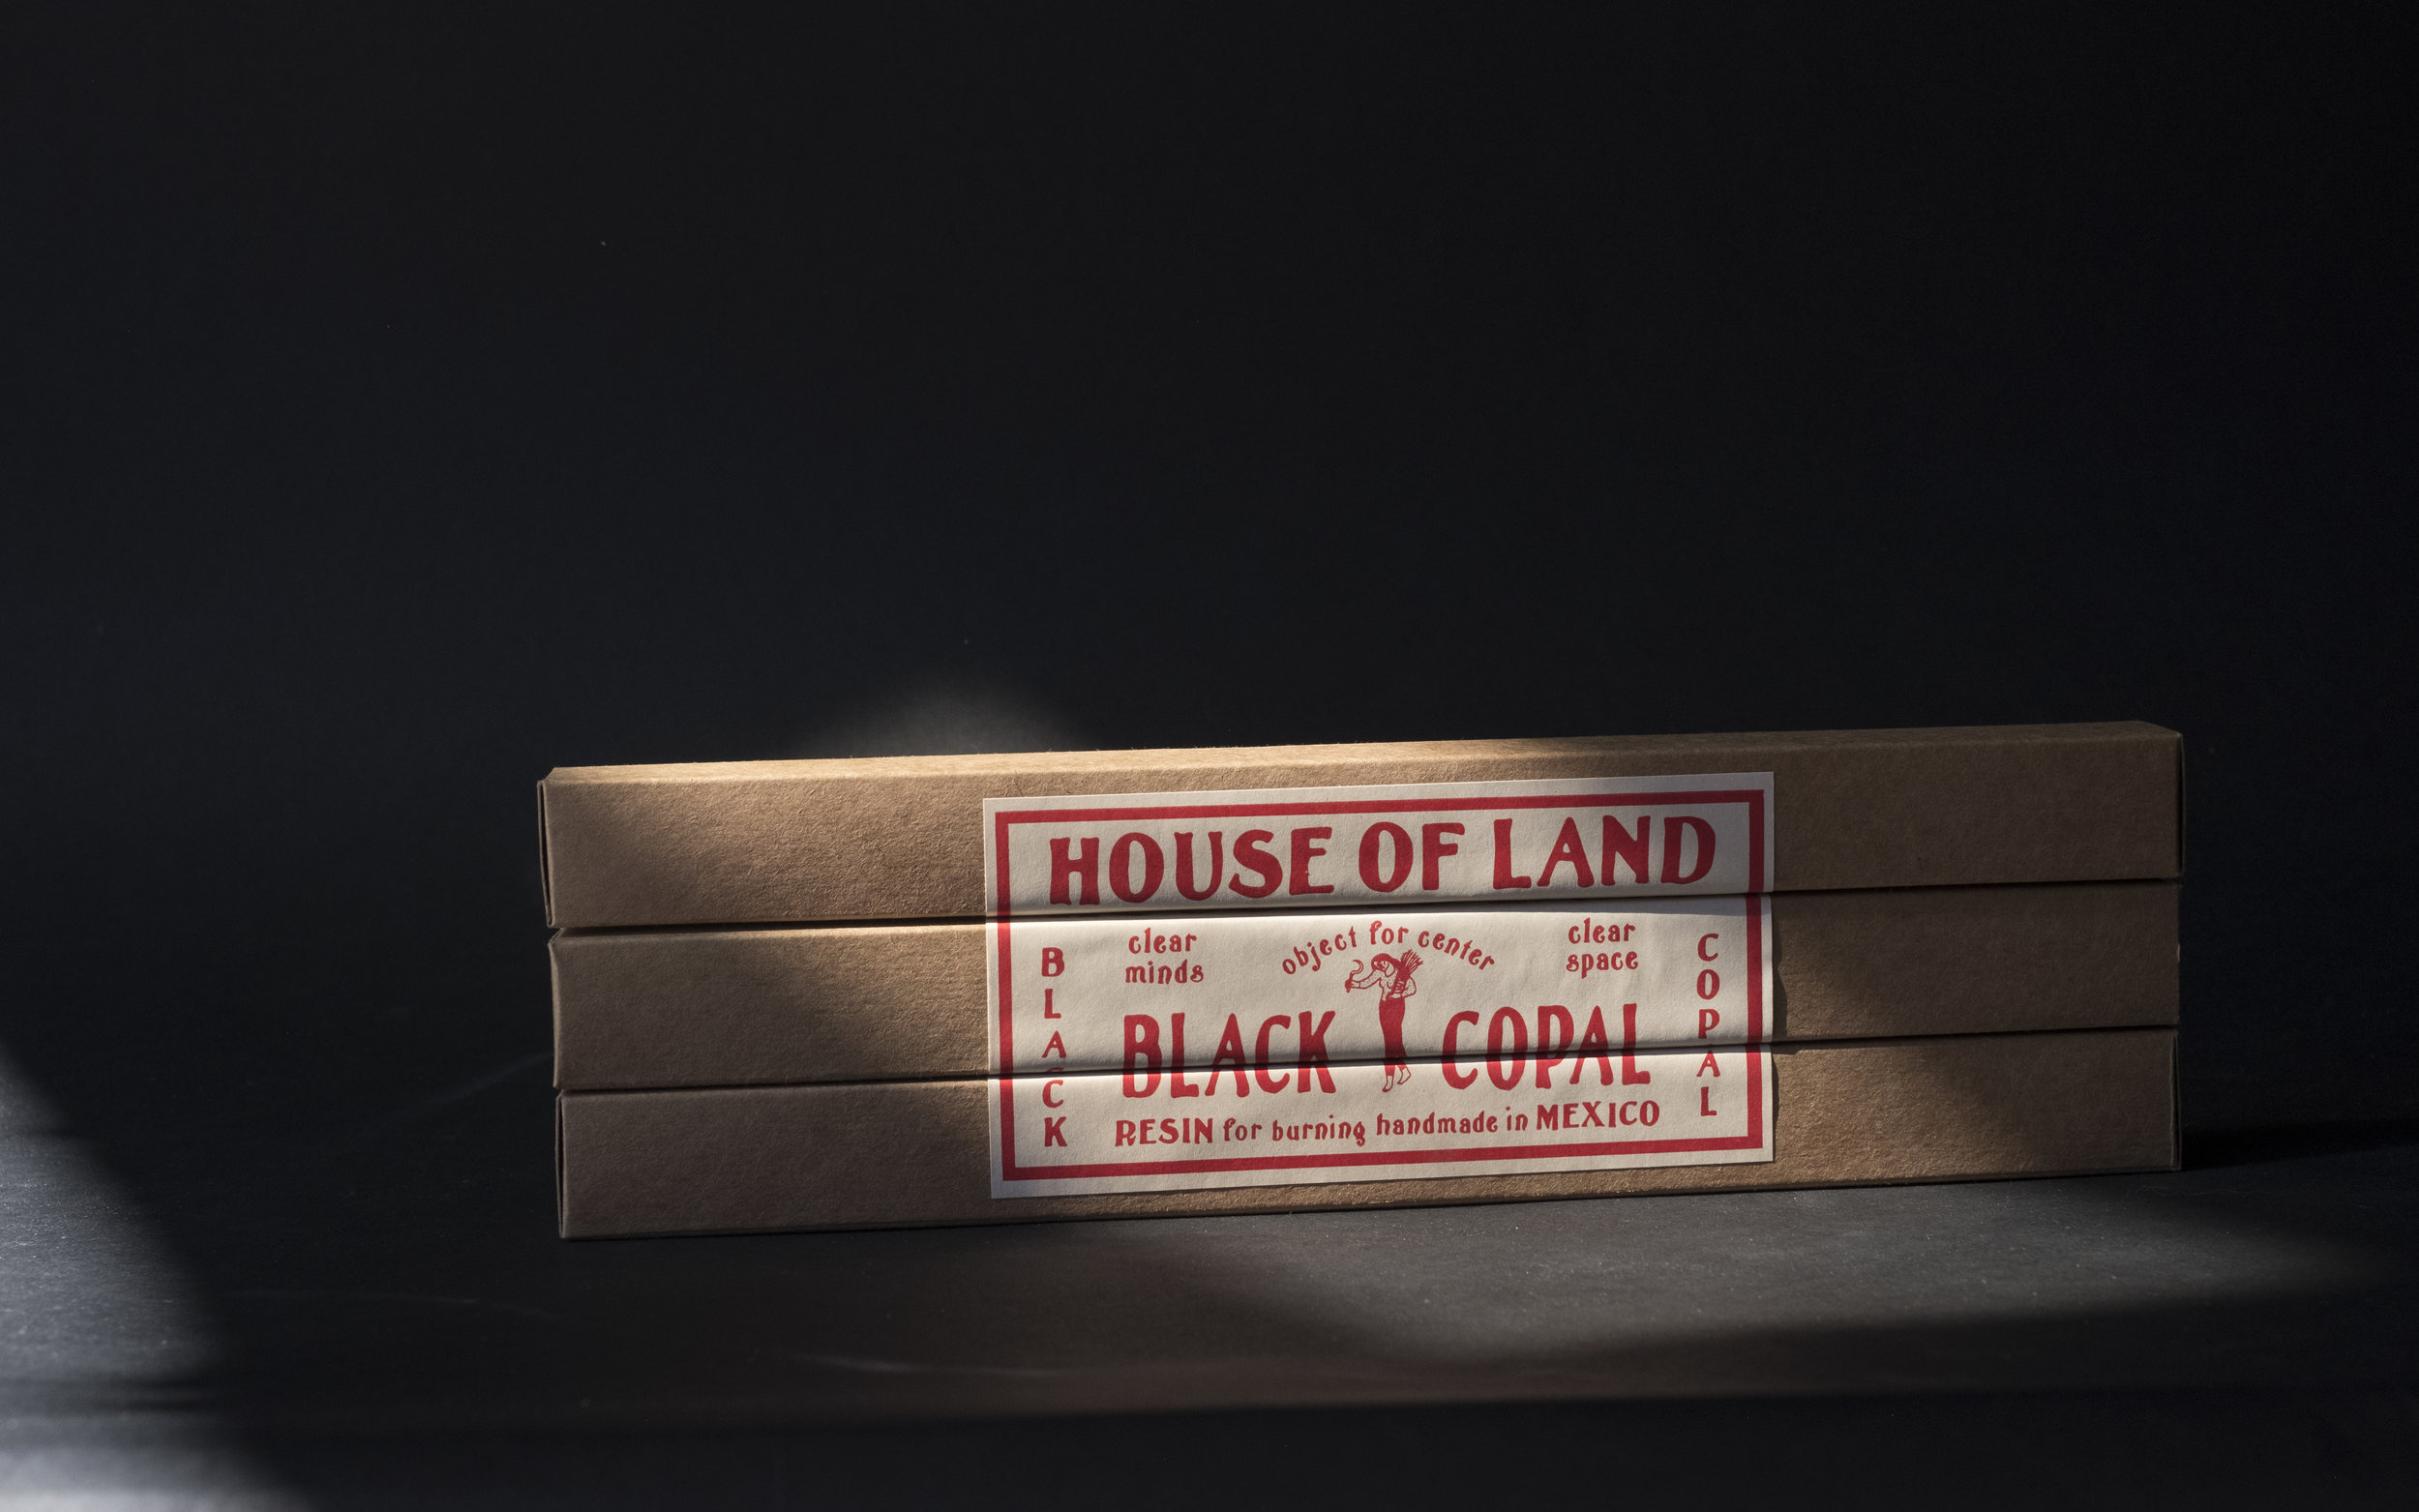 HOUSE OF LAND
clear
minds
object for center
clear
space
BLACK
COPAL
BLACK COPAL
RESIN for burning handmade in MEXICO